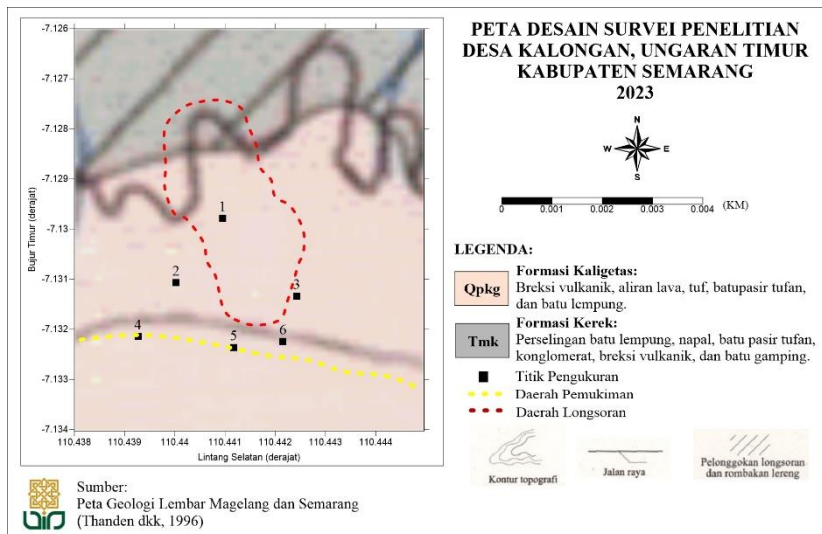 -7.126
-7.127
-7.128
-7.129
-7.13
-7.131
-7.132
-7.133
-7.134
Bujur Timur (derajat)
1
2
3
4
5
6
110.438
110.439
110.44
110.441
110.442
110.443
110.444
Lintang Selatan (derajat)
Sumber:
Peta Geologi Lembar Magelang dan Semarang
(Thanden dkk, 1996)
PETA DESAIN SURVEI PENELITIAN
DESA KALONGAN, UNGARAN TIMUR
KABUPATEN SEMARANG
2023
N
W
E
S
0
0.001
0.002
0.003
0.004
(KM)
LEGENDA:
Qpkg
Formasi Kaligetas:
Breksi vulkanik, aliran lava, tuf, batupasir tufan,
dan batu lempung.
Tmk
Formasi Kerek:
Perselingan batu lempung, napal, batu pasir tufan,
konglomerat, breksi vulkanik, dan batu gamping.
Titik Pengukuran
Daerah Pemukiman
Daerah Longsoran
Kontur topografi
Jalan raya
Pelonggokan longsoran
dan rombakan lereng